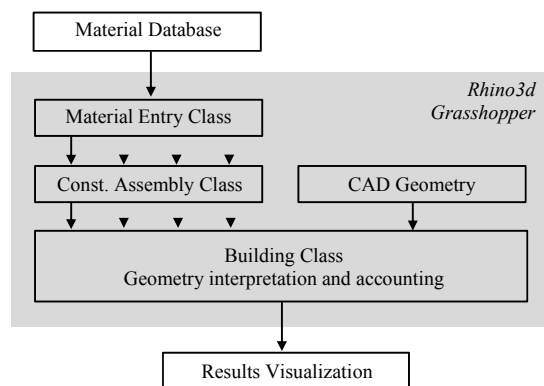 Material Database
Rhino3d
Grasshopper
Material Entry Class
Const. Assembly Class
CAD Geometry
Building Class
Geometry interpretation and accounting
Results Visualization